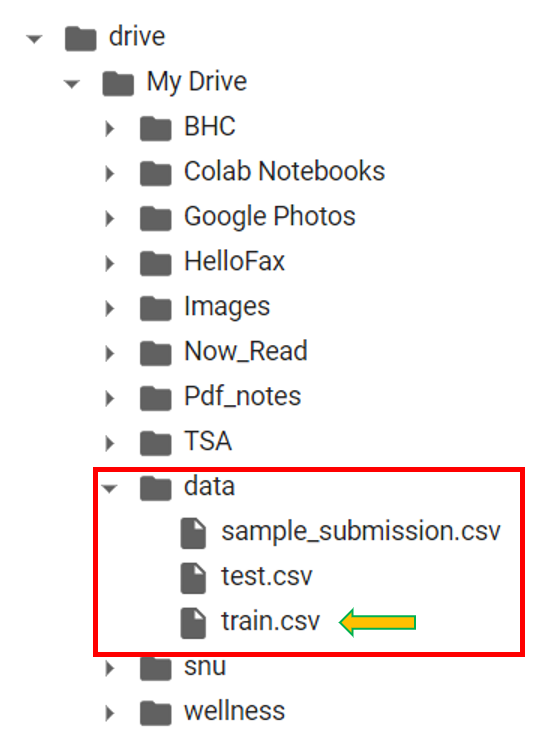 drive
My Drive
BHC
Colab Notebooks
Google Photos
HelloFax
Images
Now_Read
Pdf_notes
TSA
data
sample_submission.csv
test.csv
train.csv
snu
wellness